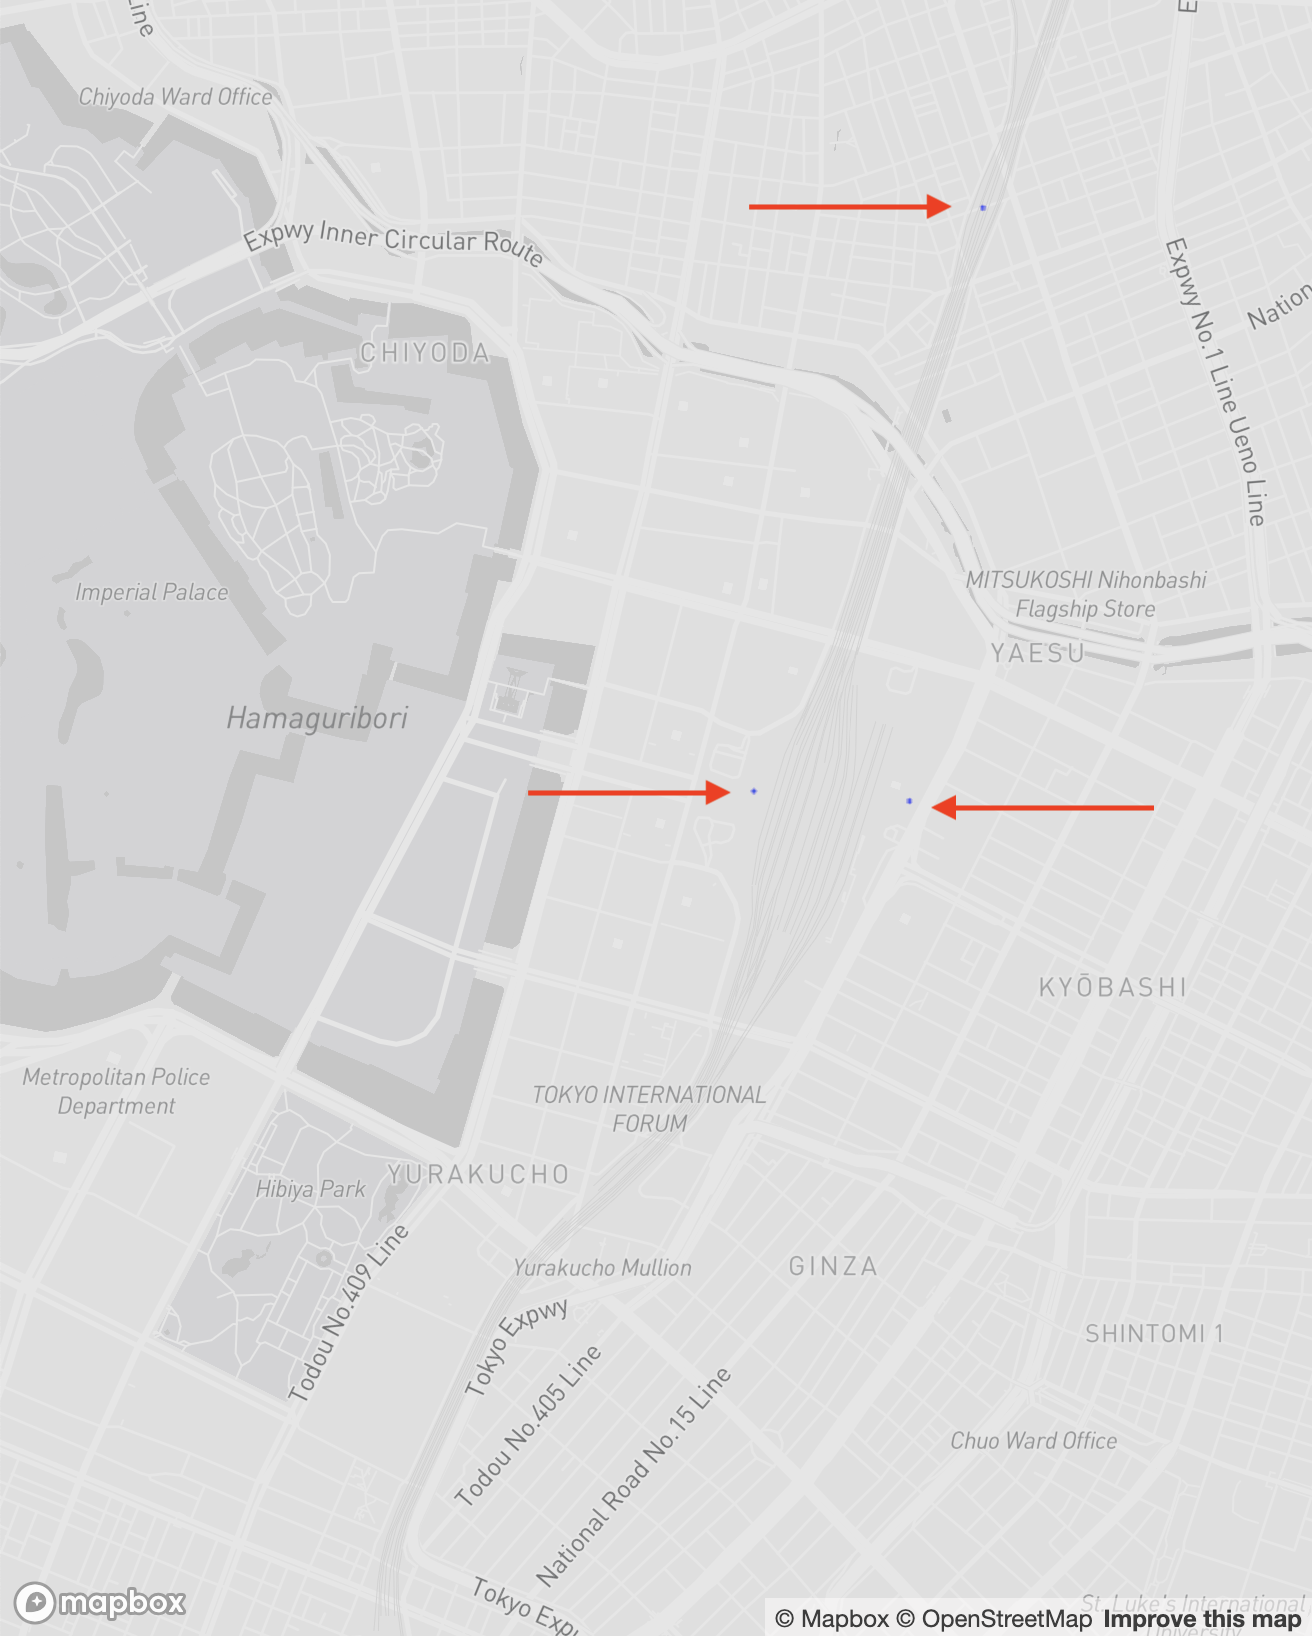 Line
E
Chiyoda Ward Office
Expwy Inner Circular Route
Expwy No.1 Line Ueno Line
Nation
CHIYODA
Imperial Palace
MITSUKOSHI Nihonbashi
Flagship Store
YAESU
Hamaguribori
KYŌBASHI
Metropolitan Police
Department
TOKYO INTERNATIONAL
FORUM
YURAKUCHO
Hibiya Park
Todou No.409 Line
Yurakucho Mullion
GINZA
Tokyo Expwy
SHINTOMI 1
Todou No.405 Line
National Road No.15 Line
Chuo Ward Office
Tokyo Exp
St. Luke's International
University
mapbox
© Mapbox © OpenStreetMap Improve this map